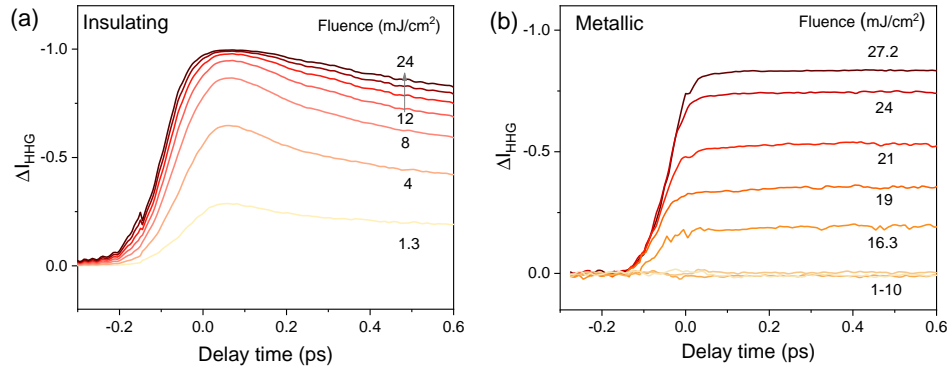 (a)
Insulating
Fluence (mJ/cm²)
24
12
8
4
1.3
-1.0
-0.5
0.0
ΔI_HHG
-0.2
0.0
0.2
0.4
0.6
Delay time (ps)
(b)
Metallic
Fluence (mJ/cm²)
27.2
24
21
19
16.3
1-10
-1.0
-0.5
0.0
ΔI_HHG
-0.2
0.0
0.2
0.4
0.6
Delay time (ps)